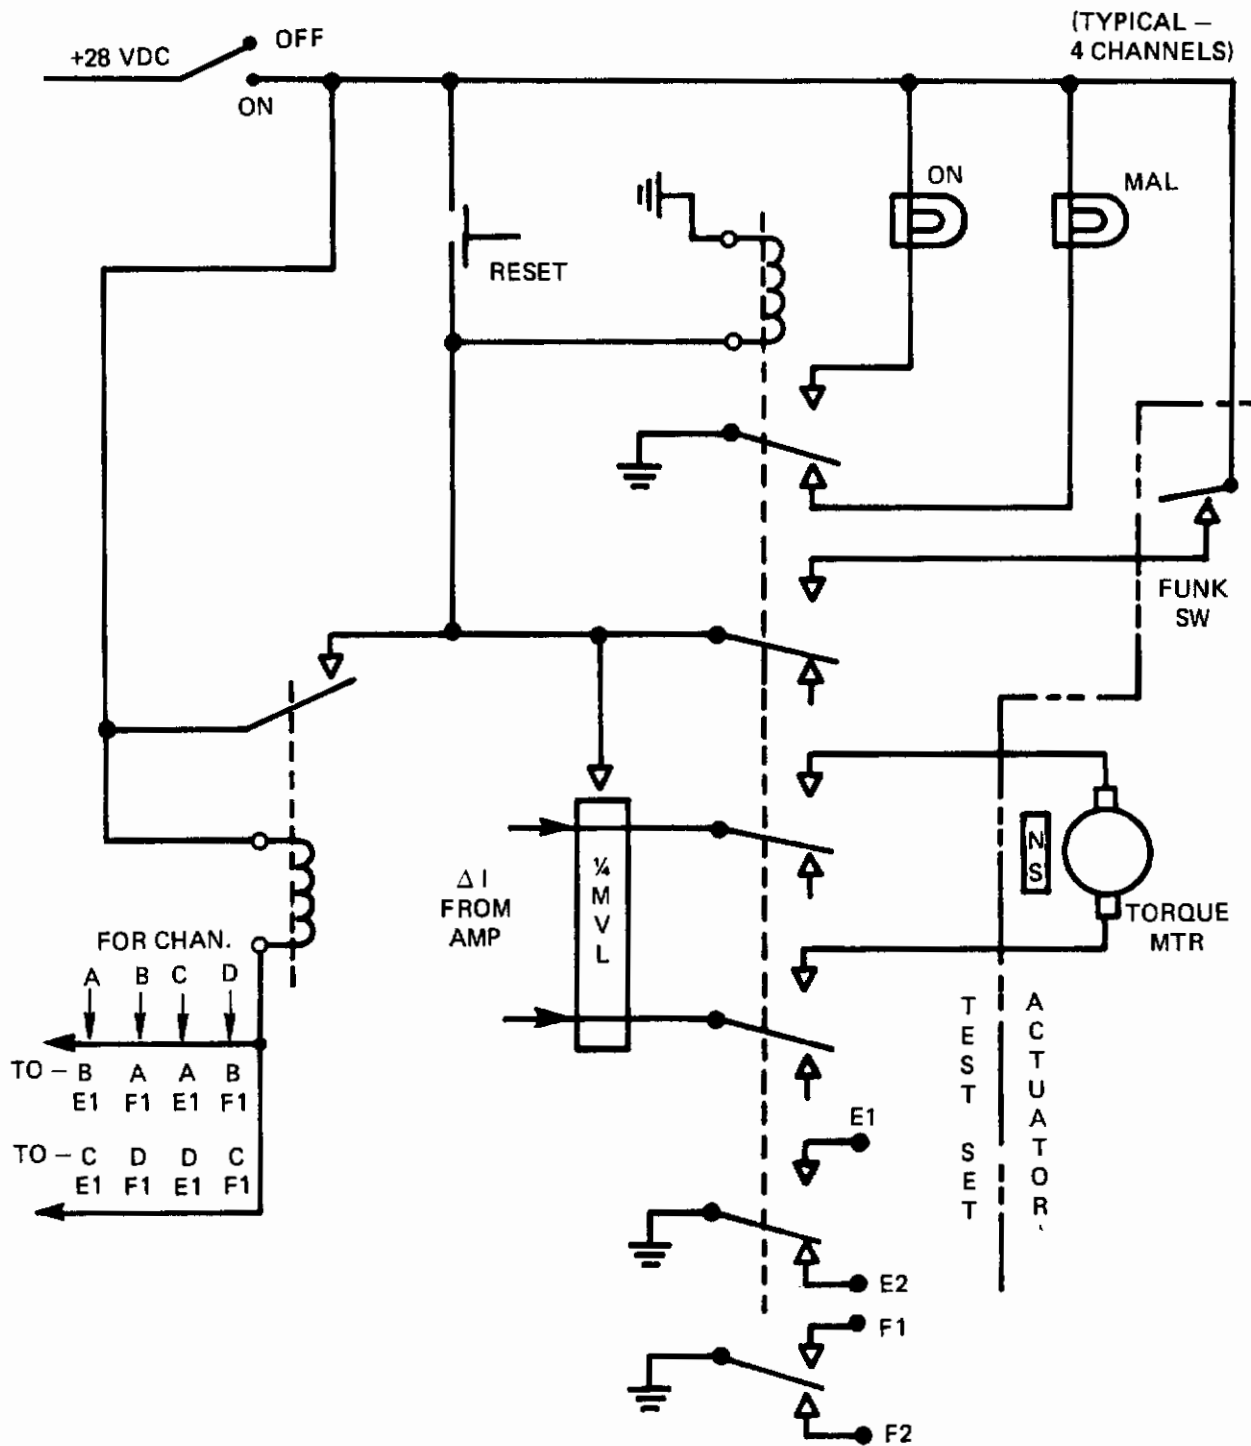 (TYPICAL –
4 CHANNELS)
+28 VDC
OFF
ON
ON
MAL
RESET
FUNK
SW
¼
M
V
L
Δ I
FROM
AMP
N
S
TORQUE
MTR
FOR CHAN.
A B C D
TO – B A A B
E1 F1 E1 F1
TO – C D D C
E1 F1 E1 F1
TEST SET
ACTUATOR
E1
E2
F1
F2